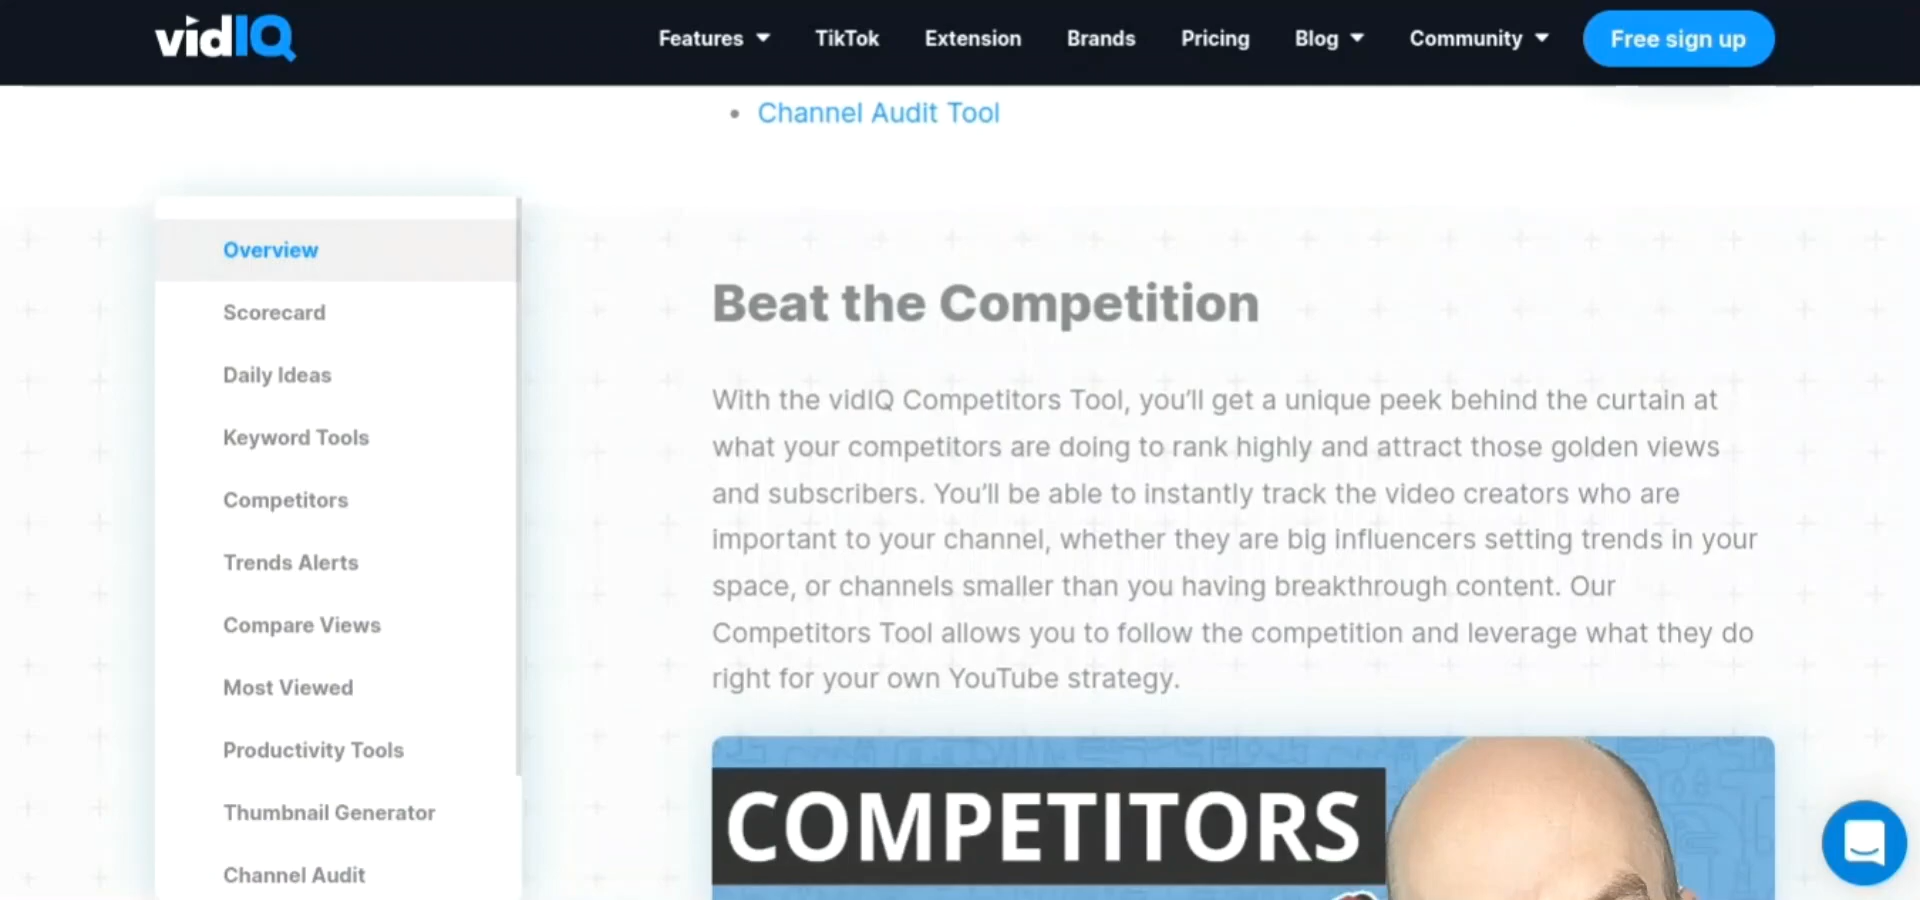 vidIQ
Features
TikTok
Extension
Brands
Pricing
Blog
Community
Free sign up
Channel Audit Tool
Overview
Scorecard
Daily Ideas
Keyword Tools
Competitors
Trends Alerts
Compare Views
Most Viewed
Productivity Tools
Thumbnail Generator
Channel Audit
Beat the Competition
With the vidIQ Competitors Tool, you’ll get a unique peek behind the curtain at
what your competitors are doing to rank highly and attract those golden views
and subscribers. You’ll be able to instantly track the video creators who are
important to your channel, whether they are big influencers setting trends in your
space, or channels smaller than you having breakthrough content. Our
Competitors Tool allows you to follow the competition and leverage what they do
right for your own YouTube strategy.
COMPETITORS